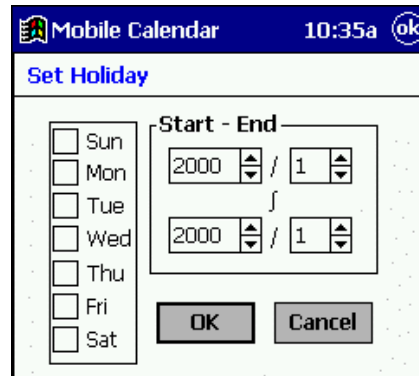 Mobile Calendar 10:35a ok
Set Holiday
Sun
Mon
Tue
Wed
Thu
Fri
Sat
Start - End
2000 / 1
∫
2000 / 1
OK Cancel